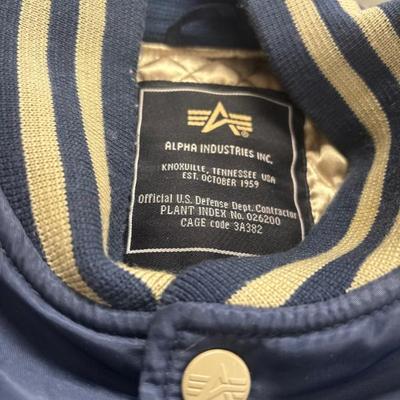 ALPHA INDUSTRIES INC.
KNOXVILLE, TENNESSEE USA
EST. OCTOBER 1959
Official U.S. Defense Dept. Contractor
PLANT INDEX No. 026200
CAGE code 3A382